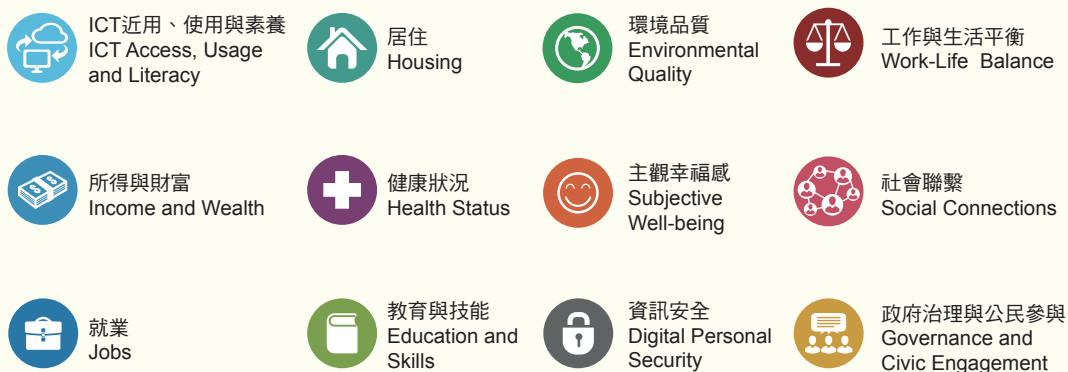 ICT近用、使用與素養
ICT Access, Usage
and Literacy
居住
Housing
環境品質
Environmental
Quality
工作與生活平衡
Work-Life Balance
所得與財富
Income and Wealth
健康狀況
Health Status
主觀幸福感
Subjective
Well-being
社會聯繫
Social Connections
就業
Jobs
教育與技能
Education and
Skills
資訊安全
Digital Personal
Security
政府治理與公民參與
Governance and
Civic Engagement